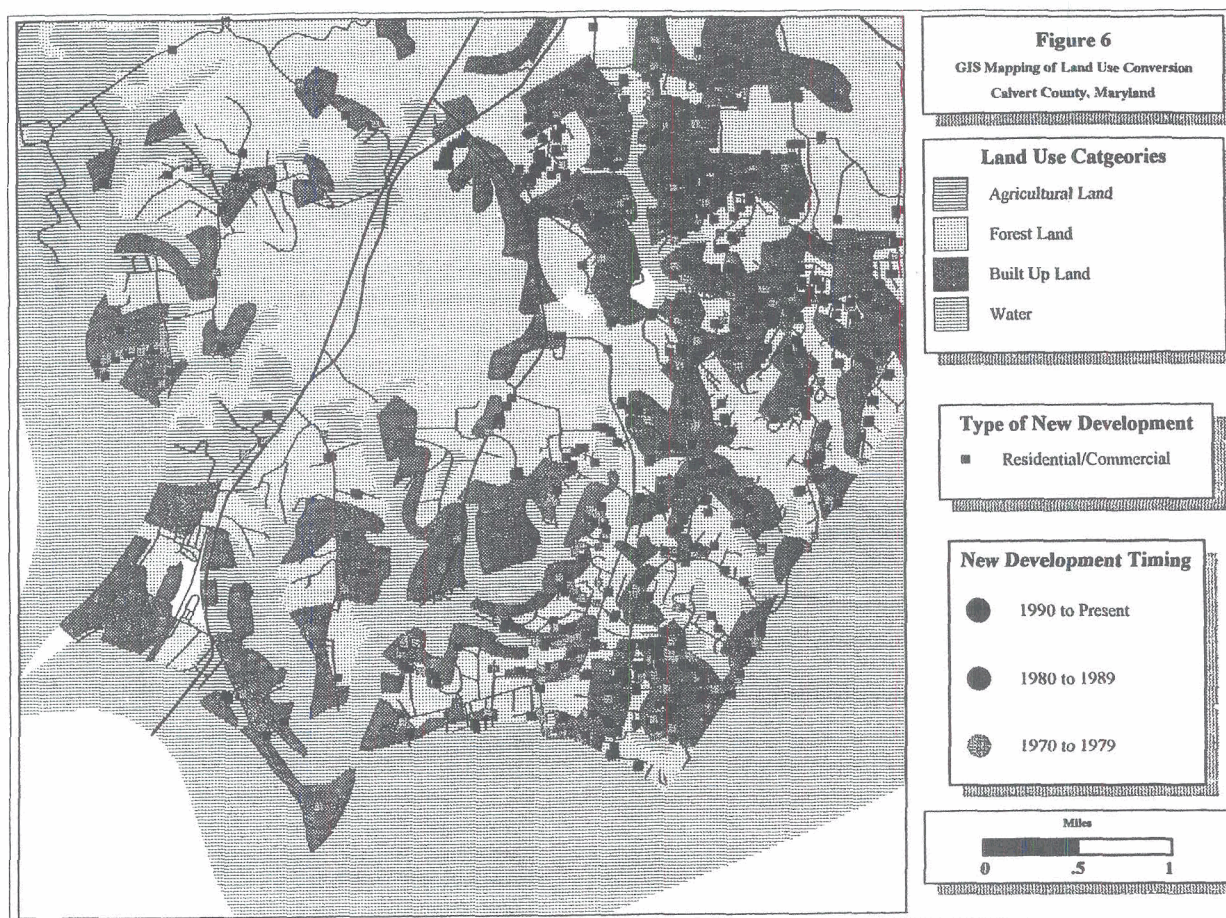 Figure 6
GIS Mapping of Land Use Conversion
Calvert County, Maryland
Land Use Catgeories
Agricultural Land
Forest Land
Built Up Land
Water
Type of New Development
Residential/Commercial
New Development Timing
1990 to Present
1980 to 1989
1970 to 1979
Miles
0 .5 1